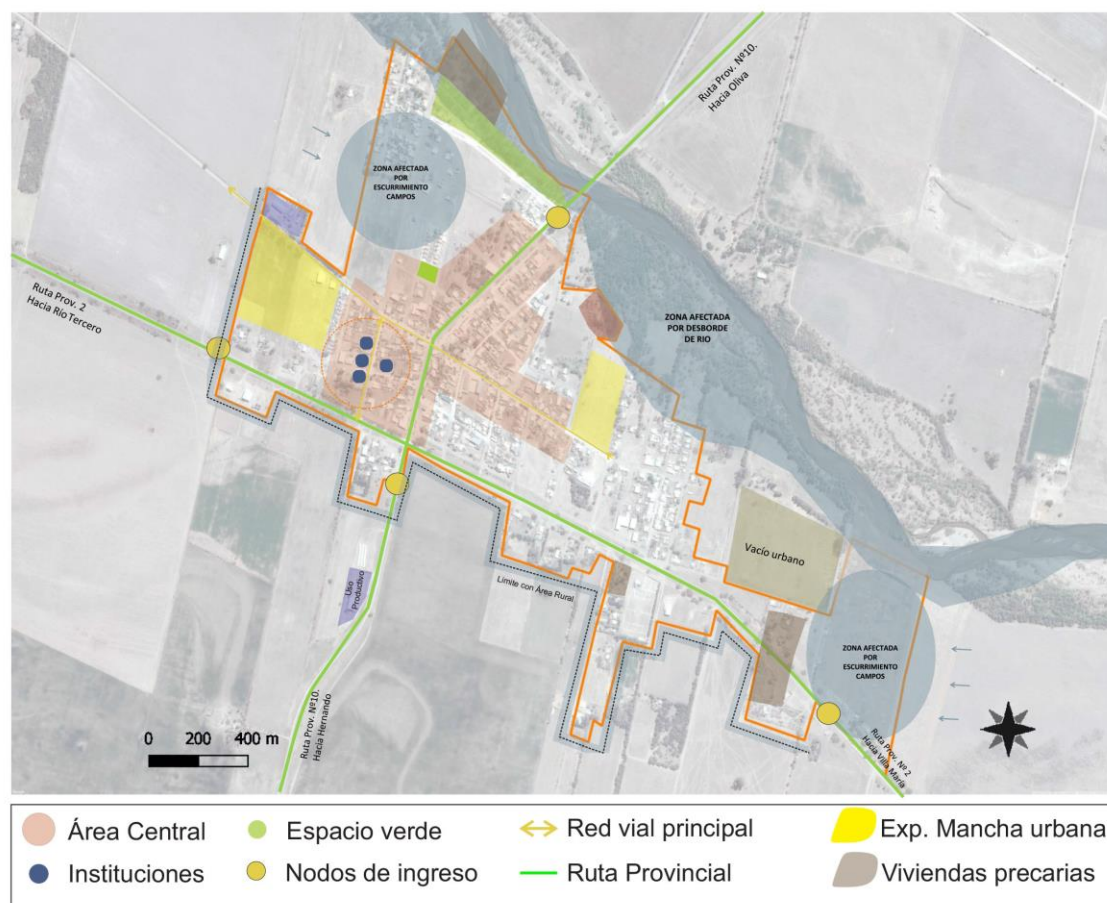 Ruta Prov. Nº10.
Hacia Oliva
ZONA AFECTADA
POR
ESCURRIMIENTO
CAMPOS
Ruta Prov. 2
Hacia Río Tercero
ZONA AFECTADA
POR DESBORDE
DE RIO
Vacío urbano
Uso
Productivo
Límite con Área Rural
ZONA AFECTADA
POR
ESCURRIMIENTO
CAMPOS
Ruta Prov. Nº10.
Hacia Hernando
Ruta Prov. Nº 2
Hacia Villa María
0 200 400 m
Área Central
Espacio verde
Red vial principal
Exp. Mancha urbana
Instituciones
Nodos de ingreso
Ruta Provincial
Viviendas precarias